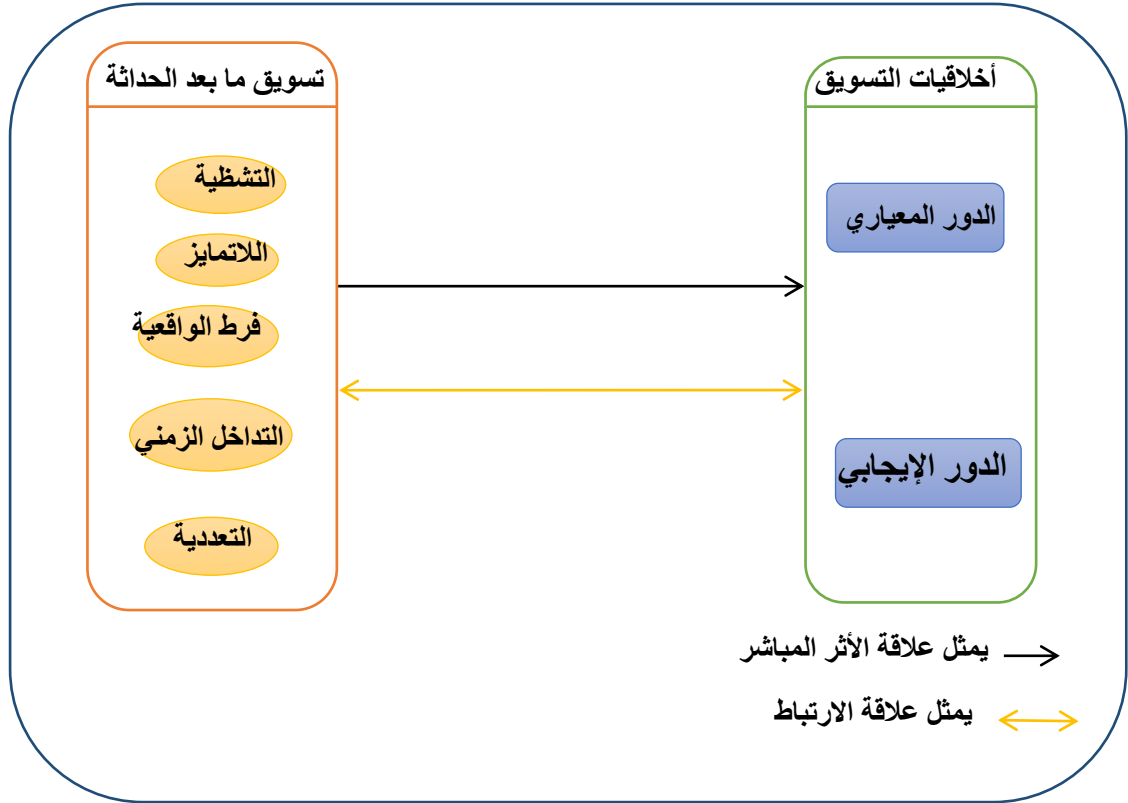 أخلاقيات التسويق
الدور المعياري
الدور الإيجابي
تسويق ما بعد الحداثة
التشظية
اللاتمايز
فرط الواقعية
التداخل الزمني
التعددية
يمثل علاقة الأثر المباشر
يمثل علاقة الارتباط